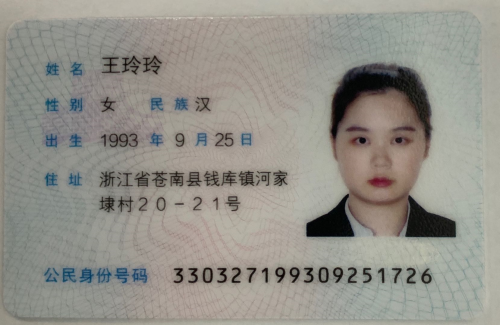 姓名 王玲玲
性别 女 民族 汉
出生 1993 年 9 月 25 日
住址 浙江省苍南县钱库镇河家
埭村20-21号
公民身份号码 330327199309251726